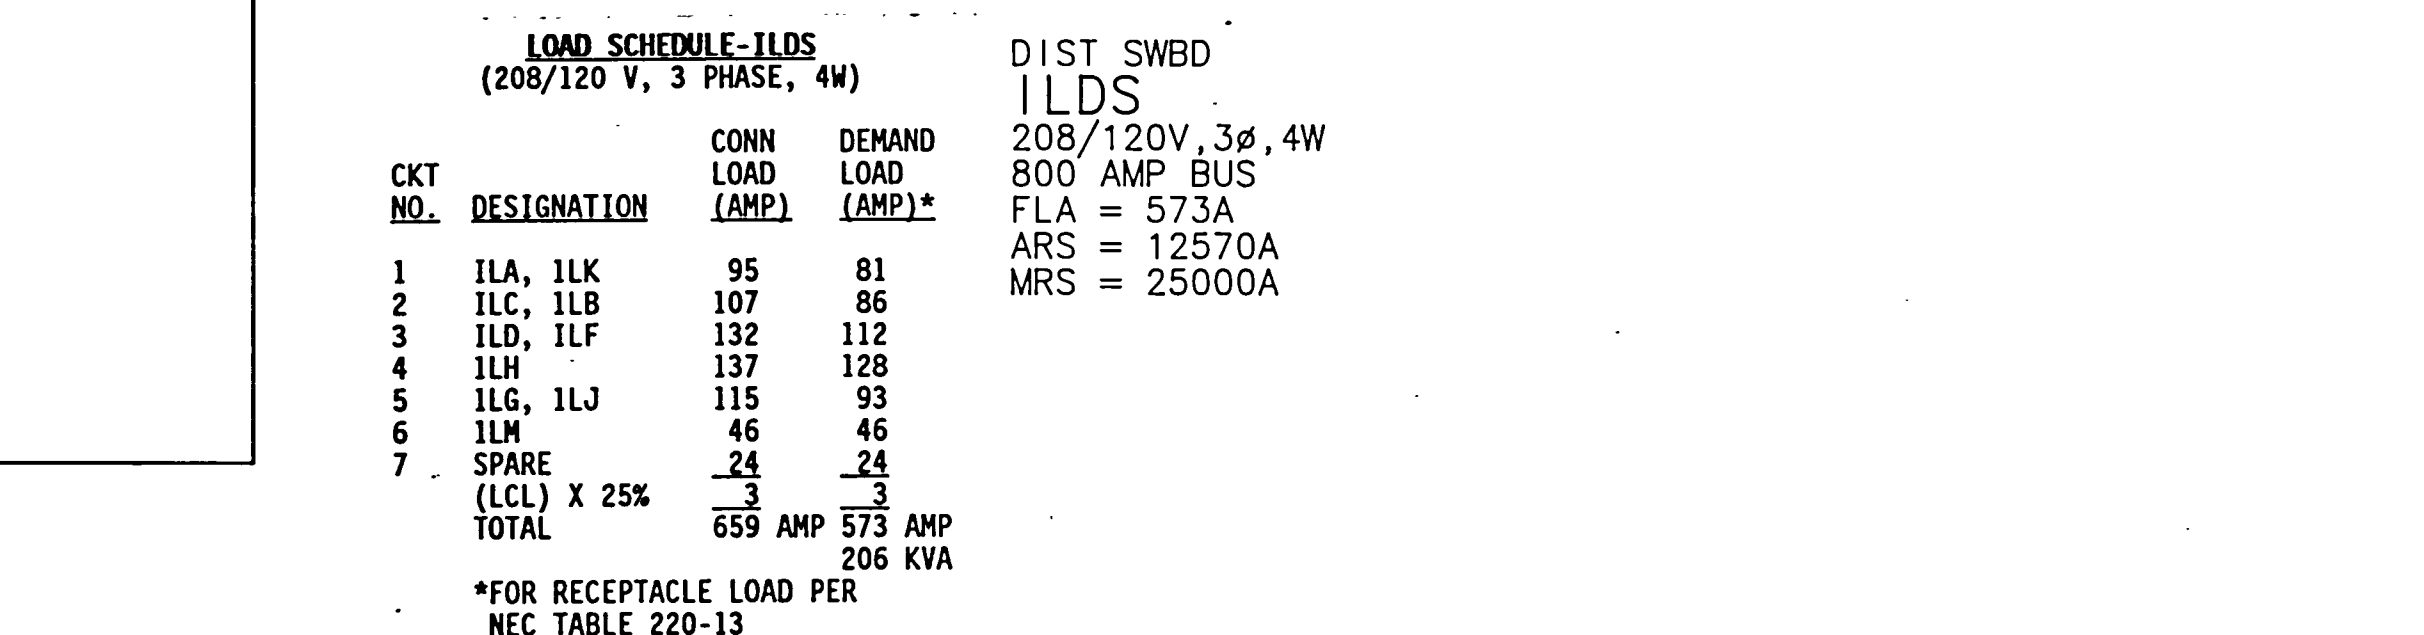 LOAD SCHEDULE-ILDS
(208/120 V, 3 PHASE, 4W)
CONN DEMAND
CKT LOAD LOAD
NO. DESIGNATION (AMP) (AMP)*
1 ILA, 1LK 95 81
2 ILC, 1LB 107 86
3 ILD, ILF 132 112
4 1LH 137 128
5 1LG, 1LJ 115 93
6 1LM 46 46
7 SPARE 24 24
(LCL) X 25% 3 3
TOTAL 659 AMP 573 AMP
206 KVA
*FOR RECEPTACLE LOAD PER
NEC TABLE 220-13
DIST SWBD
ILDS
208/120V,3ø,4W
800 AMP BUS
FLA = 573A
ARS = 12570A
MRS = 25000A